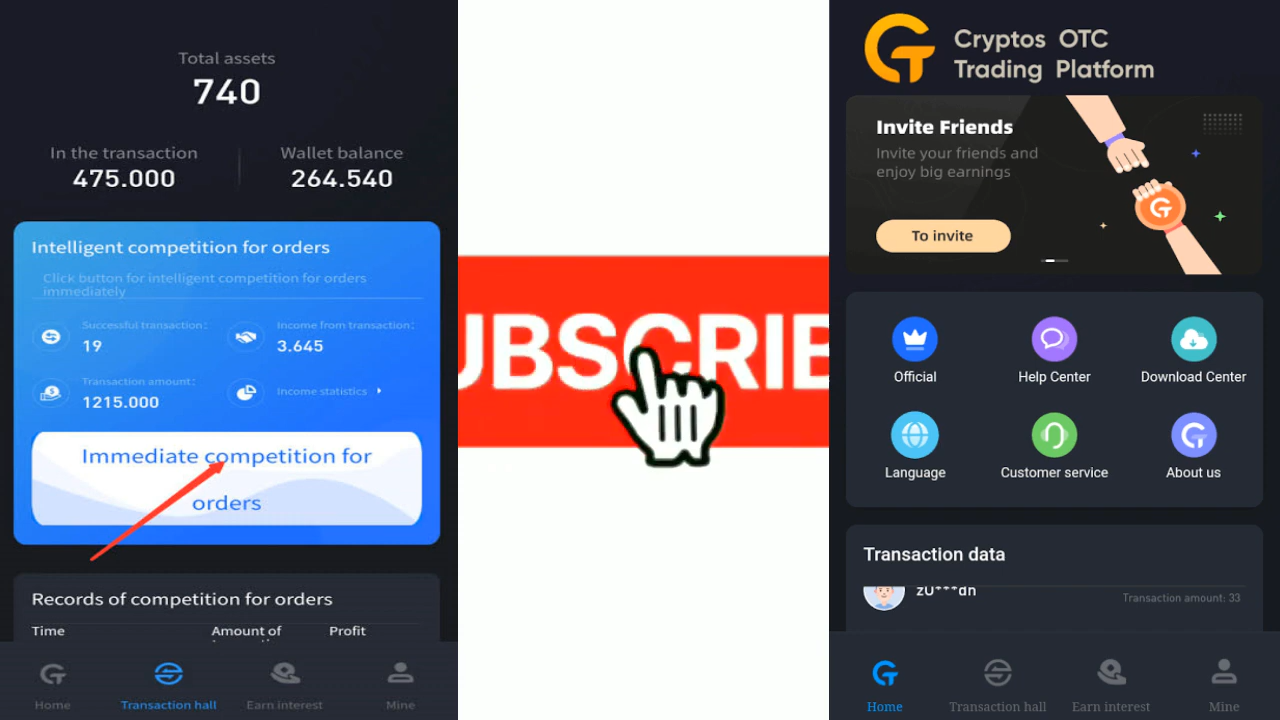 Total assets
740
In the transaction
475.000
Wallet balance
264.540
Intelligent competition for orders
Click button for intelligent competition for orders
immediately
Successful transaction:
19
Income from transaction:
3.645
Transaction amount:
1215.000
Income statistics
Immediate competition for
orders
Records of competition for orders
Time
Amount of
Profit
Home
Transaction hall
Earn interest
Mine
UBSCRIBE
Cryptos OTC
Trading Platform
Invite Friends
Invite your friends and
enjoy big earnings
To invite
Official
Help Center
Download Center
Language
Customer service
About us
Transaction data
zU***dn
Transaction amount: 33
Home
Transaction hall
Earn interest
Mine